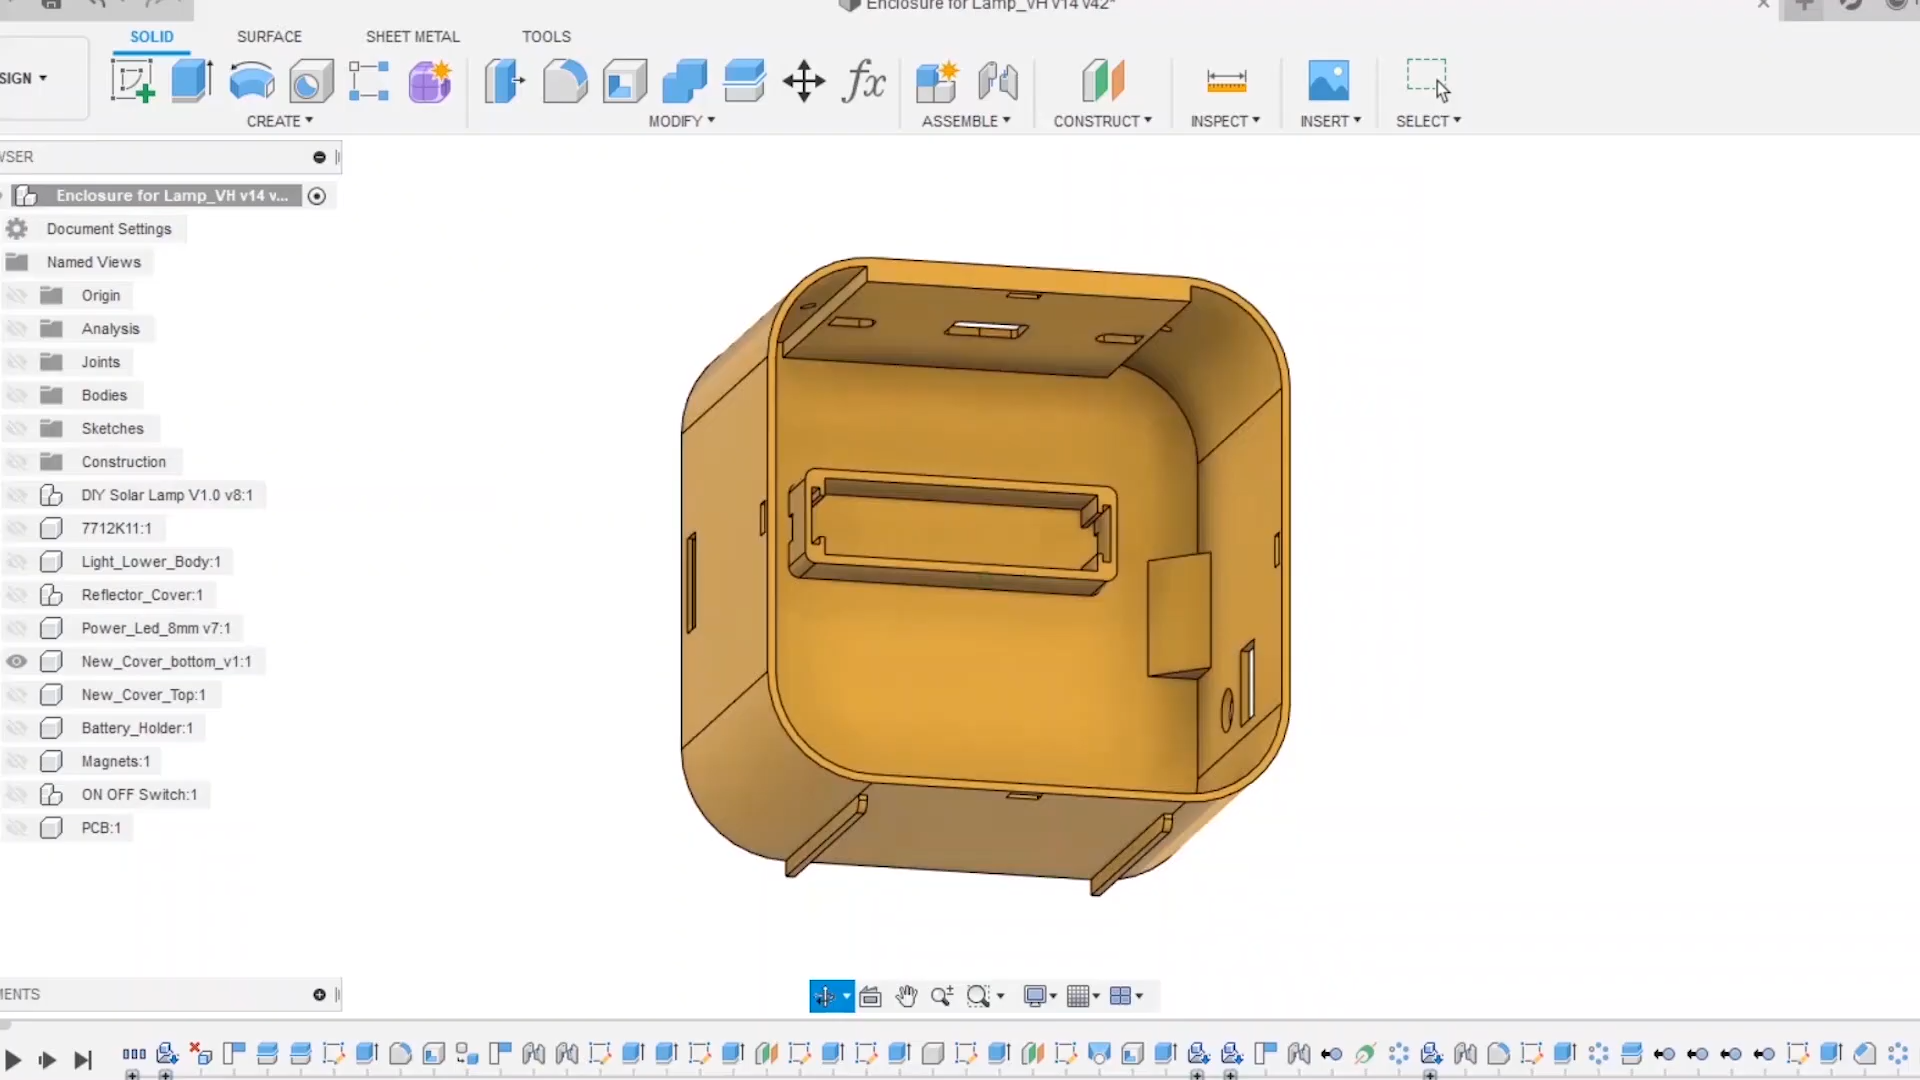 Enclosure for Lamp_VH v14 v42*
SOLID SURFACE SHEET METAL TOOLS
SIGN
fx
CREATE MODIFY ASSEMBLE CONSTRUCT INSPECT INSERT SELECT
WSER
Enclosure for Lamp_VH v14 v...
Document Settings
Named Views
Origin
Analysis
Joints
Bodies
Sketches
Construction
DIY Solar Lamp V1.0 v8:1
7712K11:1
Light_Lower_Body:1
Reflector_Cover:1
Power_Led_8mm v7:1
New_Cover_bottom_v1:1
New_Cover_Top:1
Battery_Holder:1
Magnets:1
ON OFF Switch:1
PCB:1
MENTS